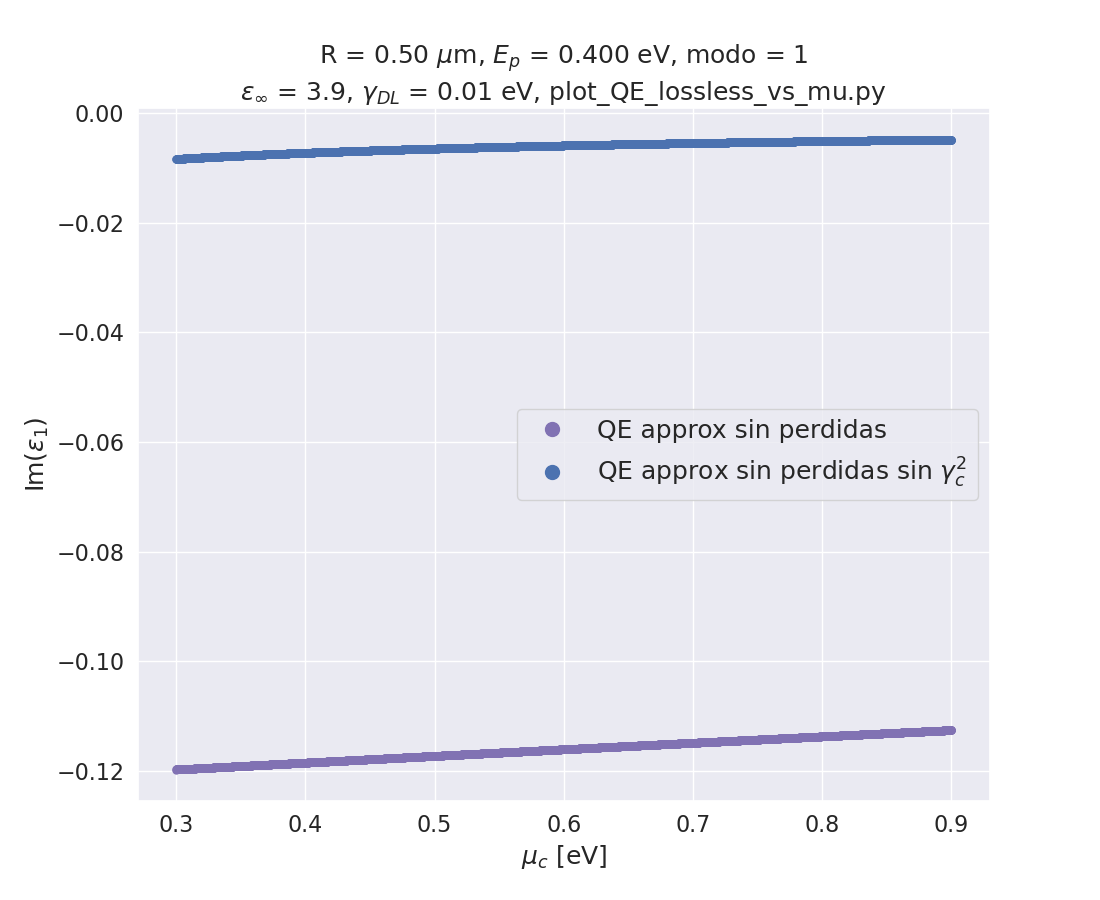 R = 0.50 μm, E_p = 0.400 eV, modo = 1
ε_∞ = 3.9, γ_DL = 0.01 eV, plot_QE_lossless_vs_mu.py
0.00
−0.02
−0.04
−0.06
−0.08
−0.10
−0.12
Im(ε₁)
QE approx sin perdidas
QE approx sin perdidas sin γ_c^2
0.3 0.4 0.5 0.6 0.7 0.8 0.9
μ_c [eV]